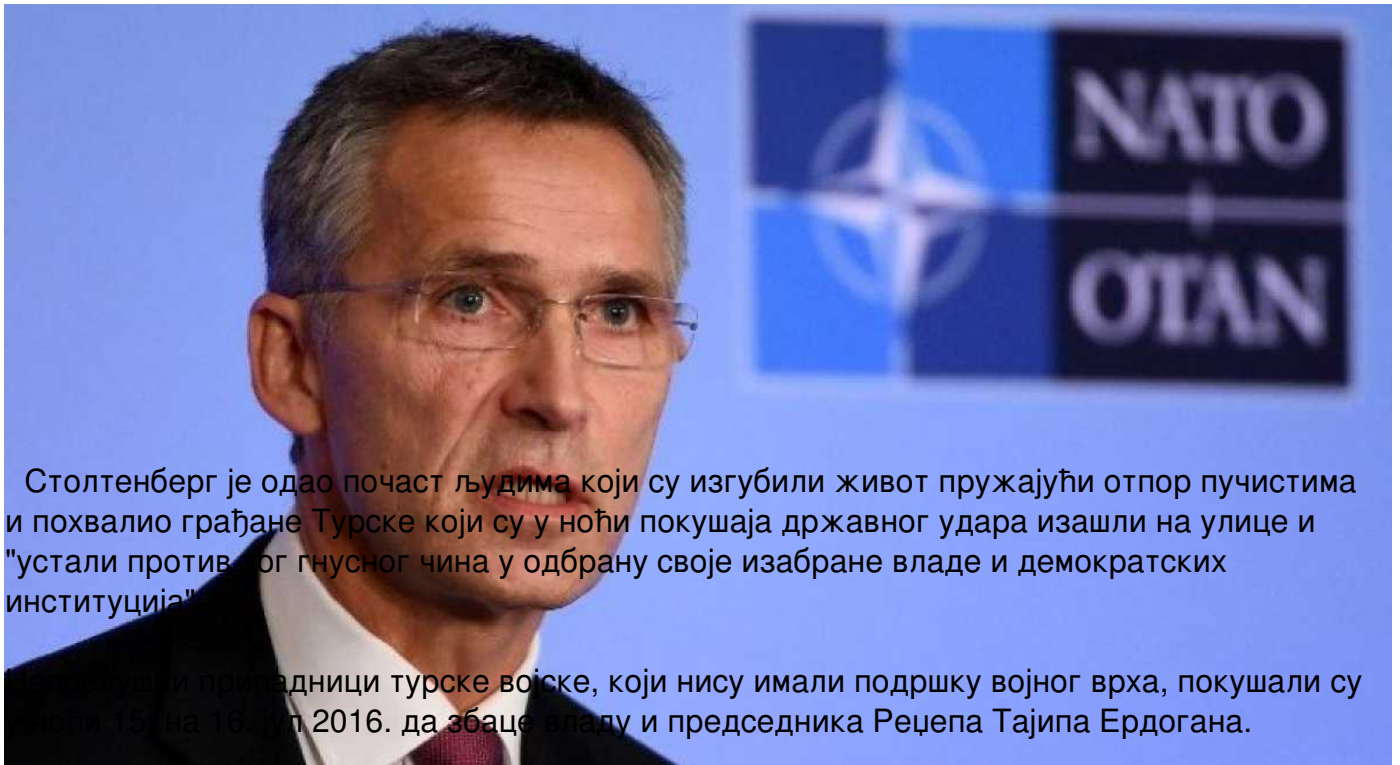 NATO
OTAN
Столтенберг је одао почаст људима који су изгубили живот пружајући отпор пучистима
и похвалио грађане Турске који су у ноћи покушаја државног удара изашли на улице и
"устали против тог гнусног чина у одбрану своје изабране владе и демократских
институција"
припадници турске војске, који нису имали подршку војног врха, покушали су
ноћи 15. на 16. јул 2016. да збаце владу и председника Реџепа Тајипа Ердогана.